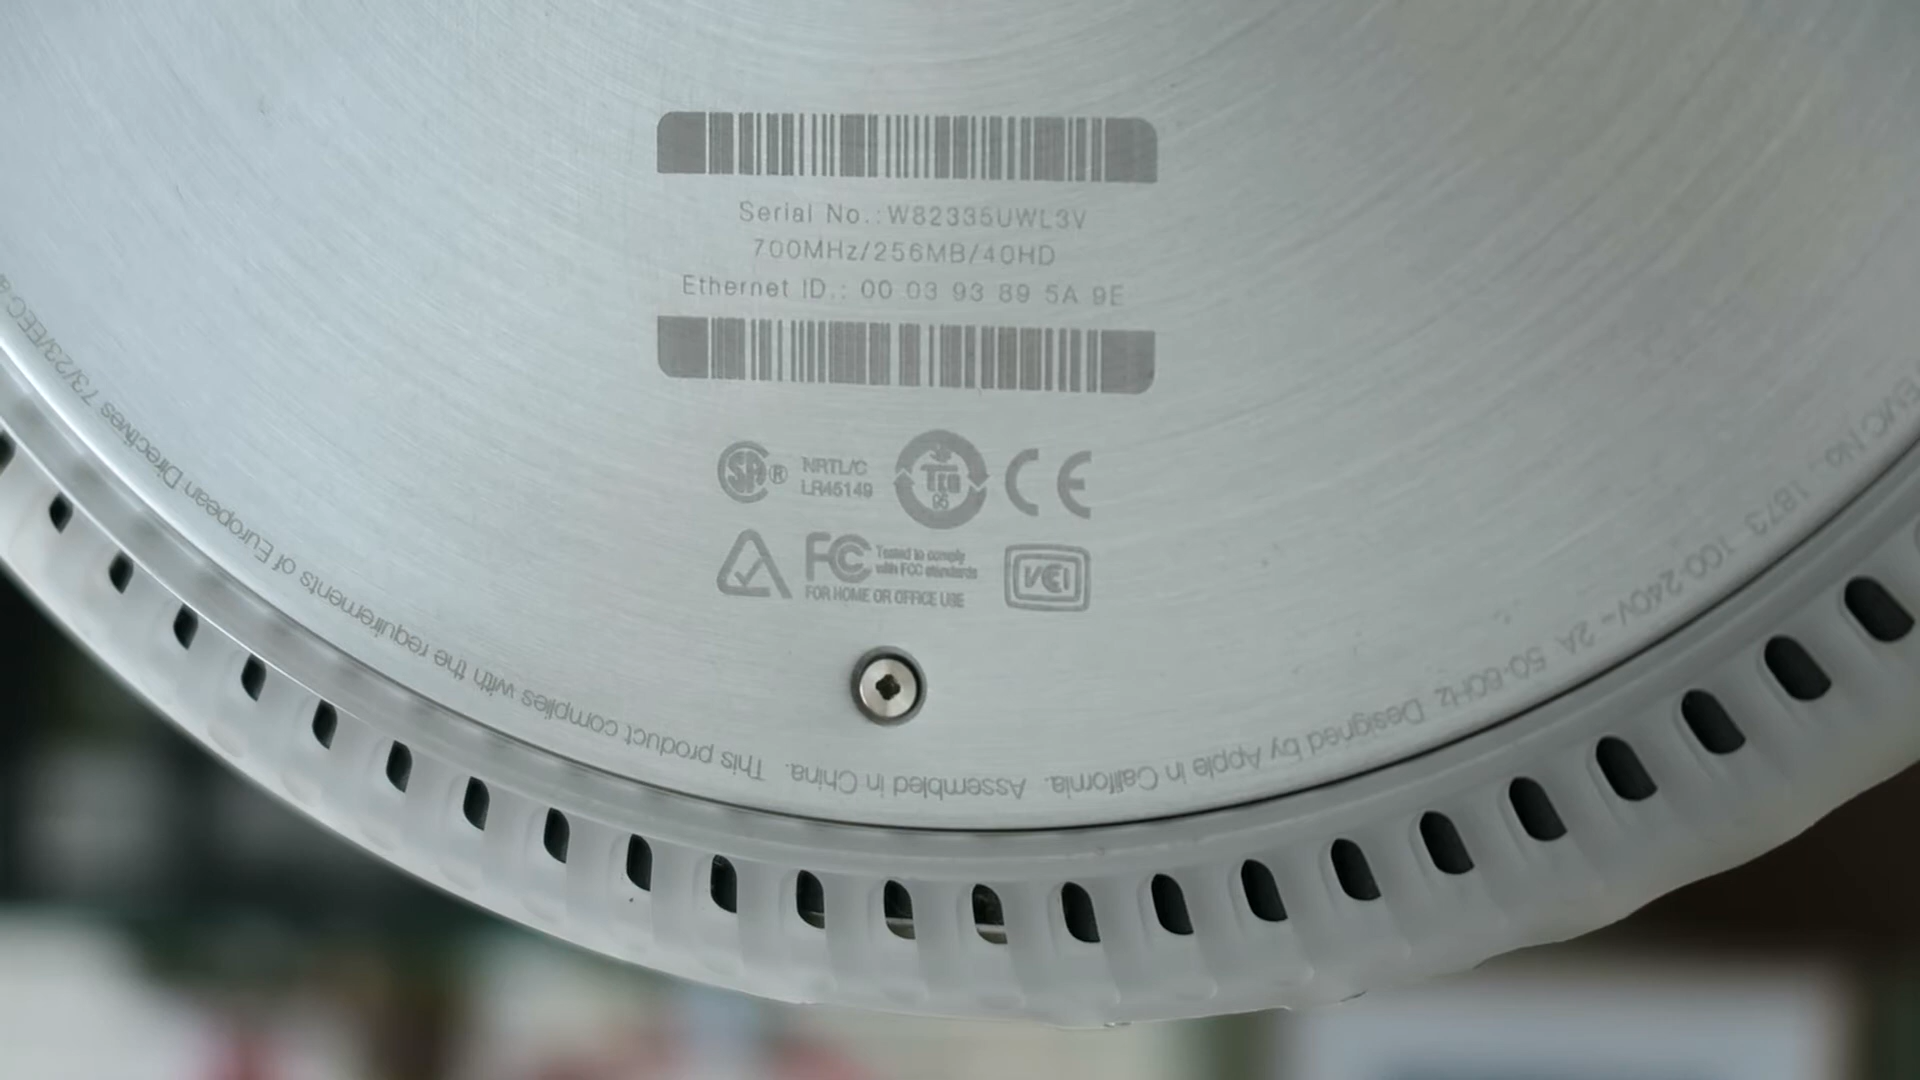 Serial No.:W82335UWL3V
700MHz/256MB/40HD
Ethernet ID.: 00 03 93 89 5A 9E
NRTL/C
LR45149
TCO
95
CE
FC Tested to comply
with FCC standards
FOR HOME OR OFFICE USE
VCCI
EMC No.: 1873 100-240V~ 2A 50-60Hz Designed by Apple in California. Assembled in China. This product complies with the requirements of European Directives 73/23/EEC